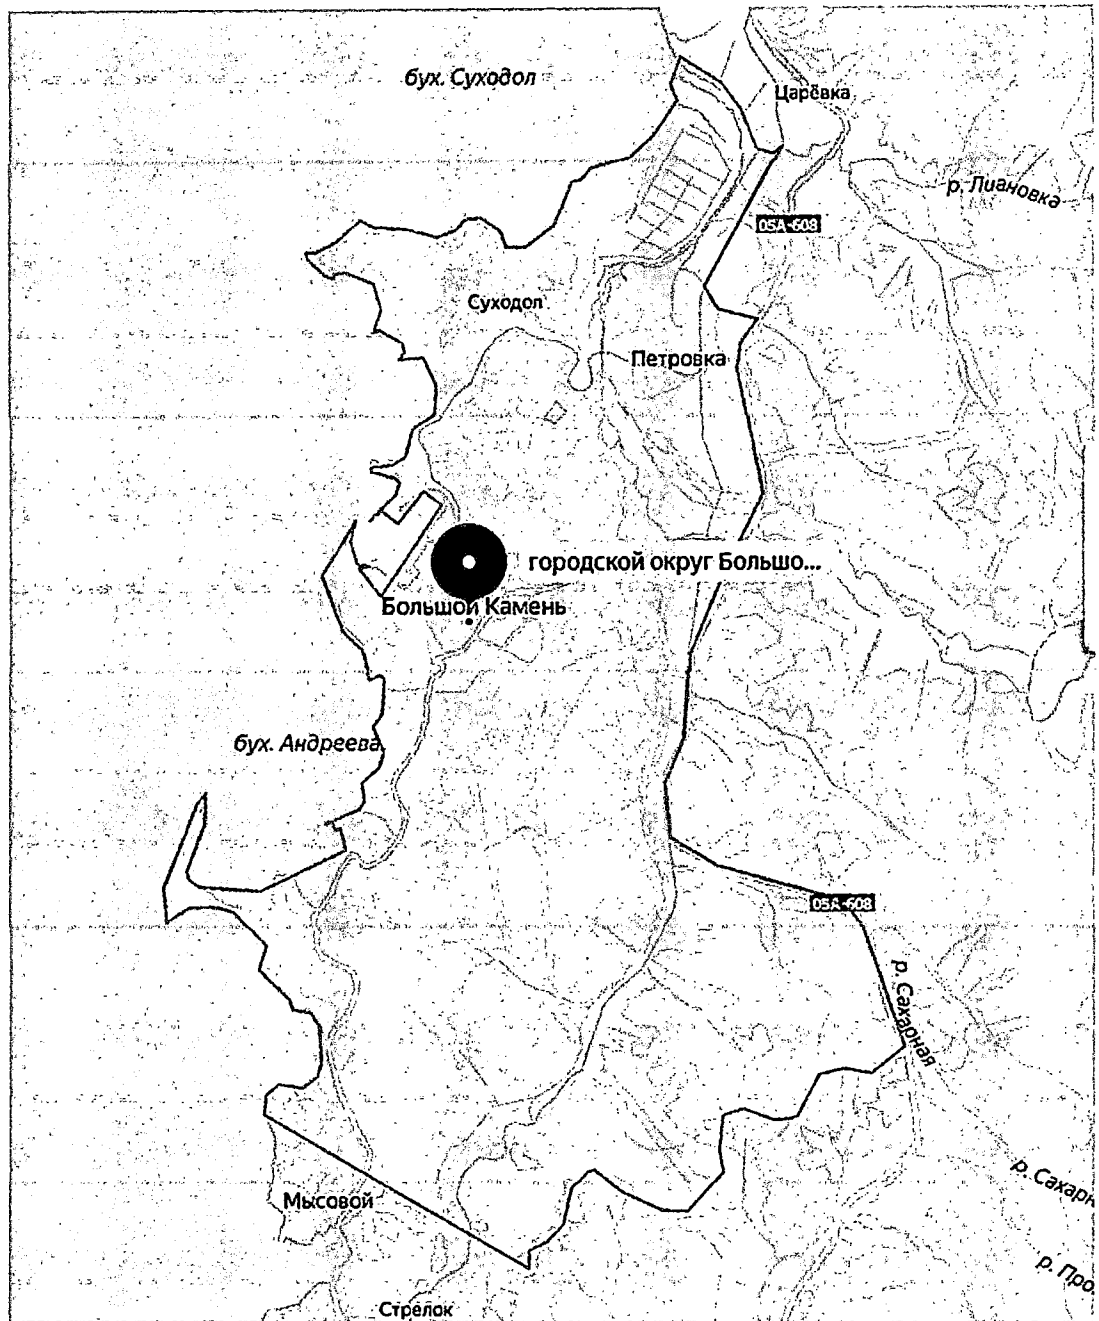 бух. Суходол
Царёвка
р. Лиановка
05А-608
Суходол
Петровка
городской округ Большо...
Большой Камень
бух. Андреева
05А-608
р. Сахарная
р. Сахарн
Мысовой
р. Про
Стрелок